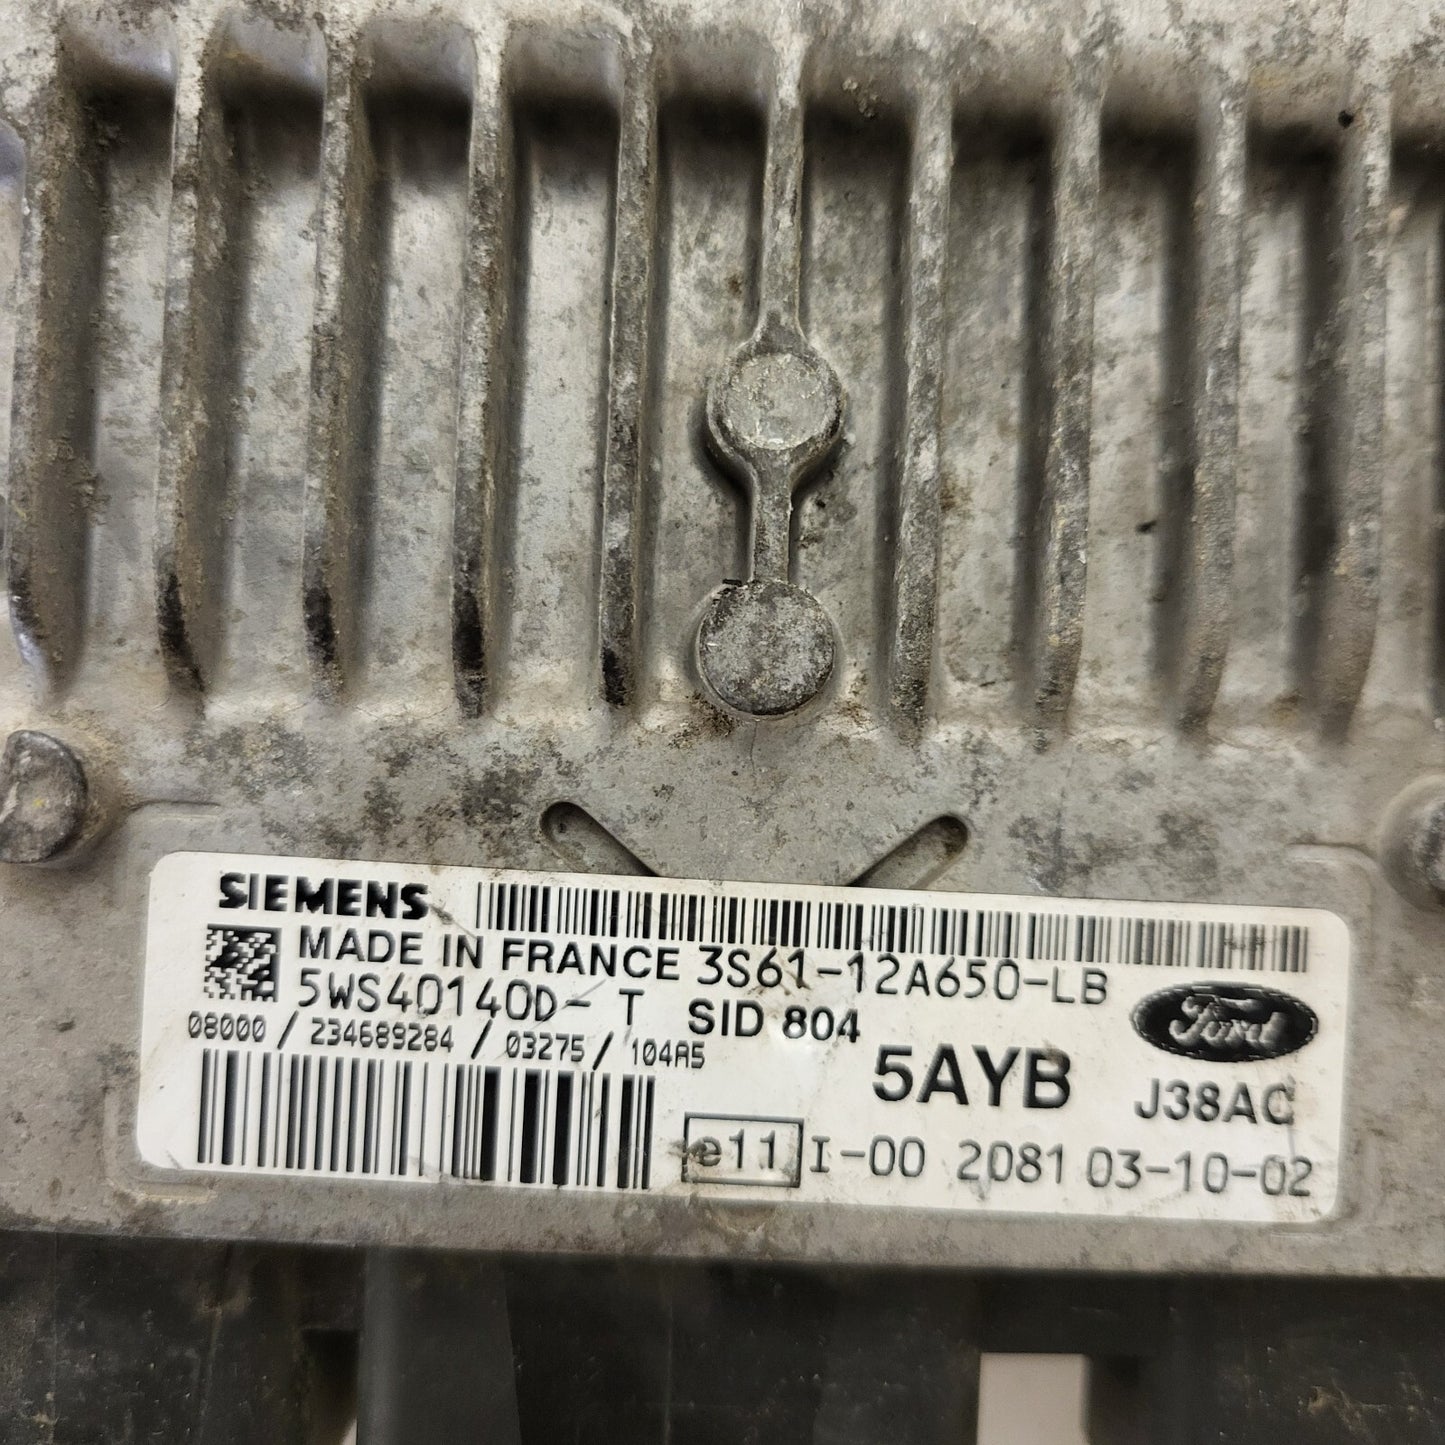 SIEMENS
MADE IN FRANCE 3S61-12A650-LB
5WS40140D- T SID 804
Ford
08000 / 234689284 / 03275 / 104A5
5AYB J38AC
e11 I-00 2081 03-10-02